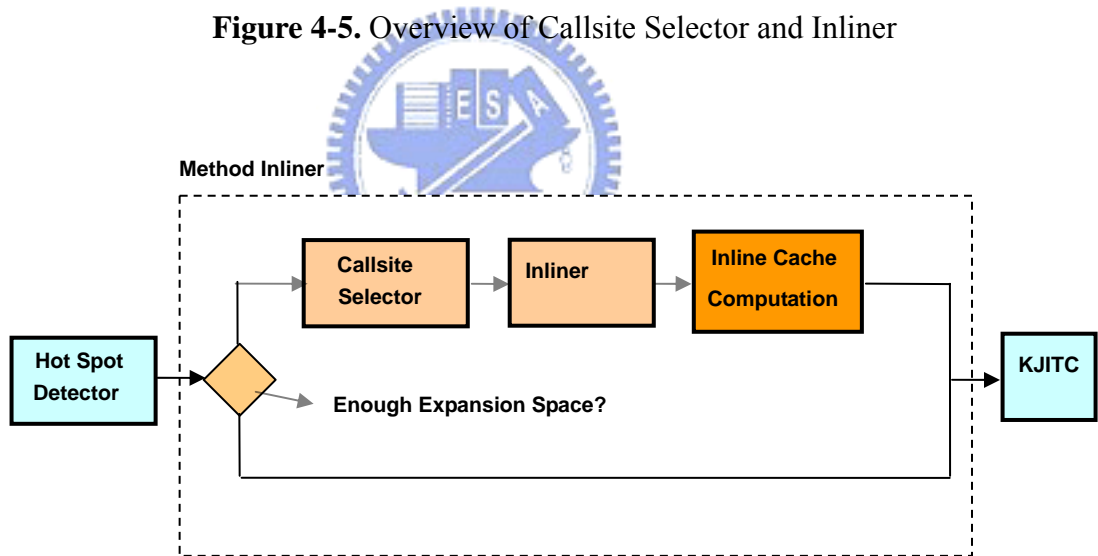 Figure 4-5. Overview of Callsite Selector and Inliner
ESA
Method Inliner
Callsite
Selector
Inliner
Inline Cache
Computation
Hot Spot
Detector
KJITC
Enough Expansion Space?